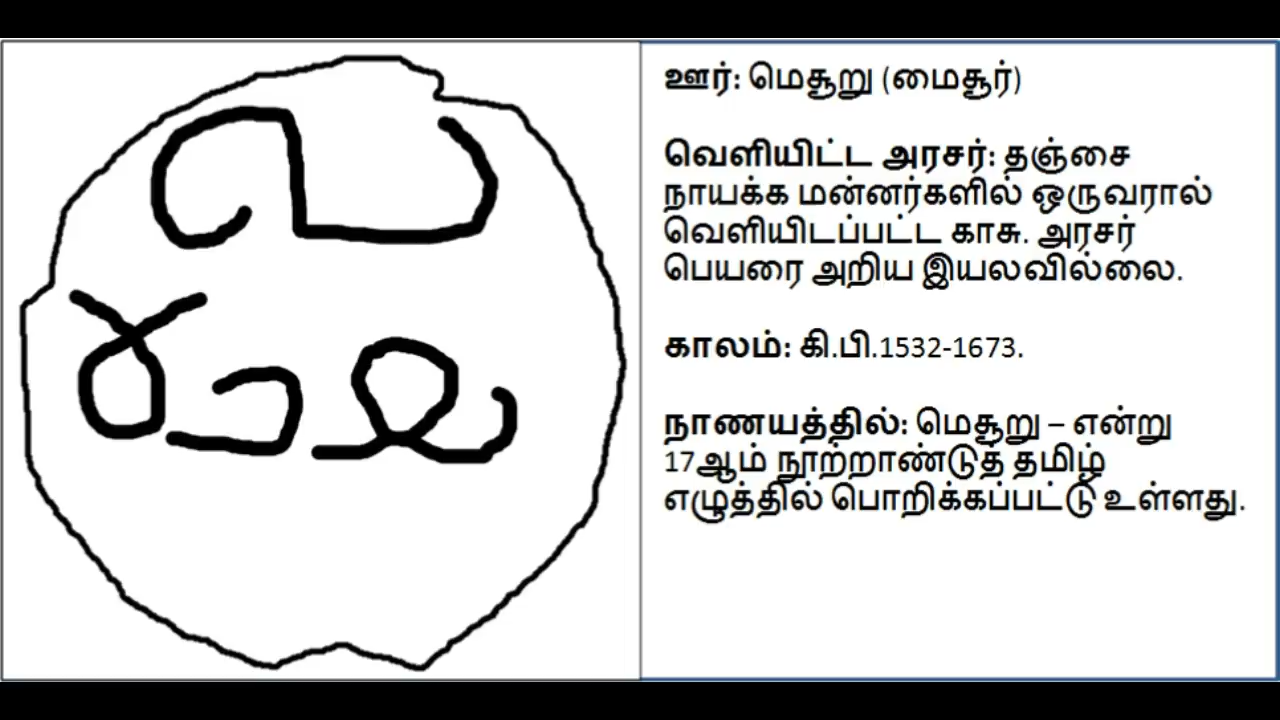 ஊர்: மெசூறு (மைசூர்)
வெளியிட்ட அரசர்: தஞ்சை
நாயக்க மன்னர்களில் ஒருவரால்
வெளியிடப்பட்ட காசு. அரசர்
பெயரை அறிய இயலவில்லை.
காலம்: கி.பி.1532-1673.
நாணயத்தில்: மெசூறு – என்று
17ஆம் நூற்றாண்டுத் தமிழ்
எழுத்தில் பொறிக்கப்பட்டு உள்ளது.